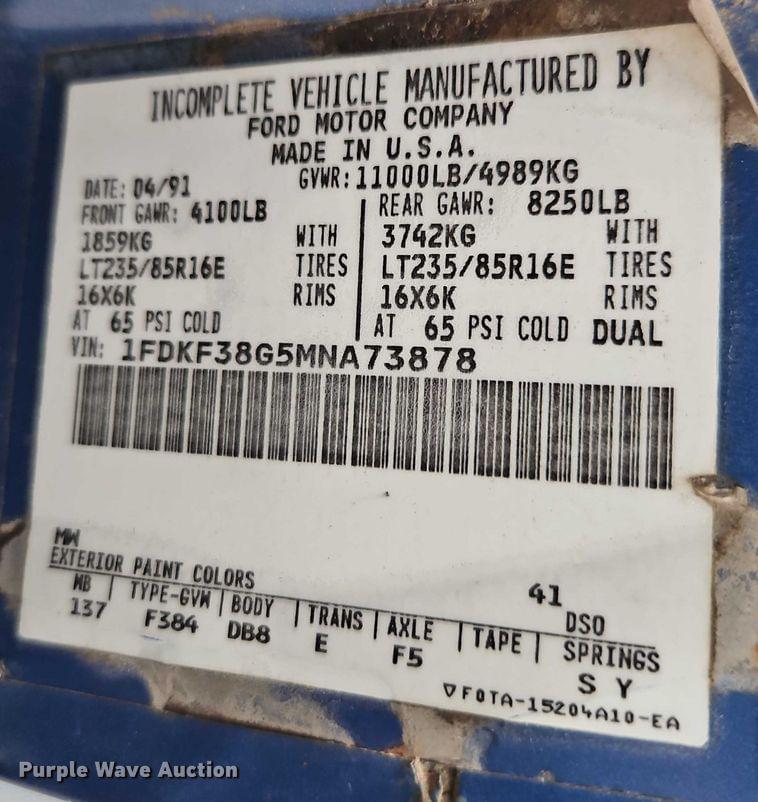 INCOMPLETE VEHICLE MANUFACTURED BY
FORD MOTOR COMPANY
MADE IN U.S.A.
DATE: 04/91 GVWR: 11000LB/4989KG
FRONT GAWR: 4100LB REAR GAWR: 8250LB
1859KG WITH 3742KG WITH
LT235/85R16E TIRES LT235/85R16E TIRES
16X6K RIMS 16X6K RIMS
AT 65 PSI COLD AT 65 PSI COLD DUAL
VIN: 1FDKF38G5MNA73878
MW
EXTERIOR PAINT COLORS 41 DSO
WB | TYPE-GVW | BODY | TRANS | AXLE | TAPE | SPRINGS
137 F384 DB8 E F5 S Y
▽F0TA-15204A10-EA
Purple Wave Auction